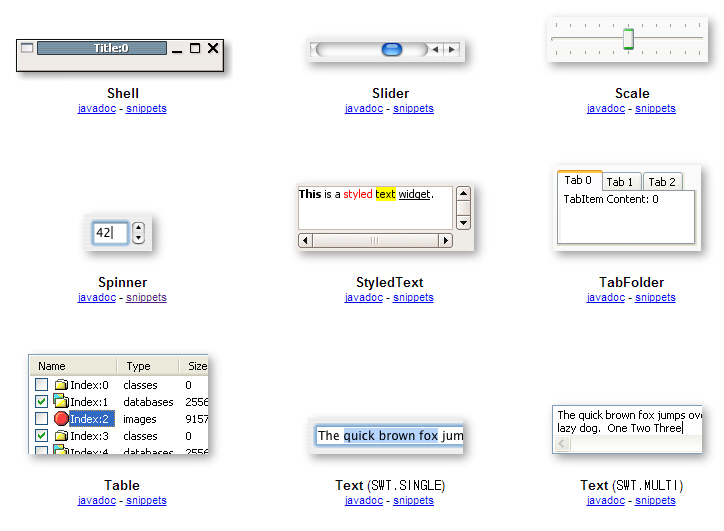 Title:0
Shell
javadoc - snippets
Slider
javadoc - snippets
Scale
javadoc - snippets
42
Spinner
javadoc - snippets
This is a styled text widget.
StyledText
javadoc - snippets
Tab 0 Tab 1 Tab 2
TabItem Content: 0
TabFolder
javadoc - snippets
Name Type Size
Index:0 classes 0
Index:1 databases 2556
Index:2 images 9157
Index:3 classes 0
Index:4 databases 2556
Table
javadoc - snippets
The quick brown fox jum
Text (SWT.SINGLE)
javadoc - snippets
The quick brown fox jumps ov
lazy dog. One Two Three
Text (SWT.MULTI)
javadoc - snippets